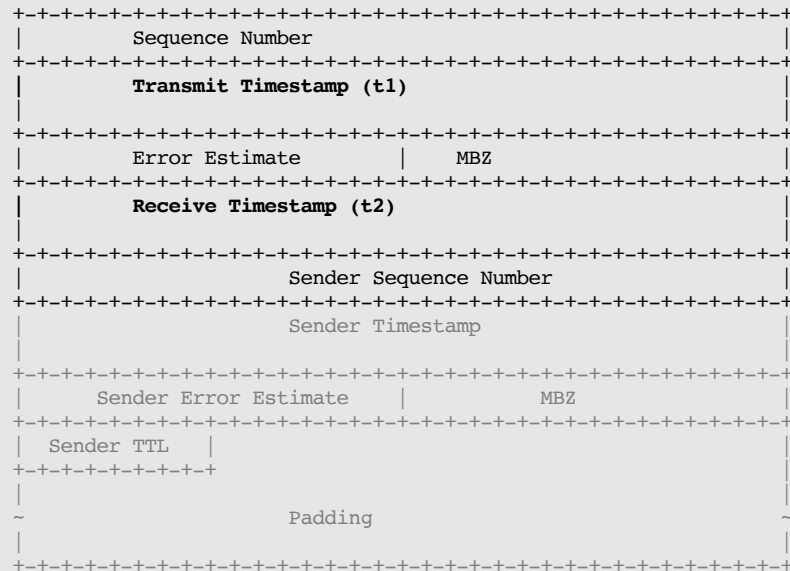 +-+-+-+-+-+-+-+-+-+-+-+-+-+-+-+-+-+-+-+-+-+-+-+-+-+-+-+-+-+-+-+-+
|         Sequence Number                                       |
+-+-+-+-+-+-+-+-+-+-+-+-+-+-+-+-+-+-+-+-+-+-+-+-+-+-+-+-+-+-+-+-+
|         Transmit Timestamp (t1)                               |
|                                                               |
+-+-+-+-+-+-+-+-+-+-+-+-+-+-+-+-+-+-+-+-+-+-+-+-+-+-+-+-+-+-+-+-+
|         Error Estimate        |    MBZ                        |
+-+-+-+-+-+-+-+-+-+-+-+-+-+-+-+-+-+-+-+-+-+-+-+-+-+-+-+-+-+-+-+-+
|         Receive Timestamp (t2)                                |
|                                                               |
+-+-+-+-+-+-+-+-+-+-+-+-+-+-+-+-+-+-+-+-+-+-+-+-+-+-+-+-+-+-+-+-+
|                      Sender Sequence Number                   |
+-+-+-+-+-+-+-+-+-+-+-+-+-+-+-+-+-+-+-+-+-+-+-+-+-+-+-+-+-+-+-+-+
|                      Sender Timestamp                         |
|                                                               |
+-+-+-+-+-+-+-+-+-+-+-+-+-+-+-+-+-+-+-+-+-+-+-+-+-+-+-+-+-+-+-+-+
|      Sender Error Estimate    |           MBZ                 |
+-+-+-+-+-+-+-+-+-+-+-+-+-+-+-+-+-+-+-+-+-+-+-+-+-+-+-+-+-+-+-+-+
|  Sender TTL   |                                               |
+-+-+-+-+-+-+-+-+                                               |
|                                                               |
~                      Padding                                  ~
|                                                               |
+-+-+-+-+-+-+-+-+-+-+-+-+-+-+-+-+-+-+-+-+-+-+-+-+-+-+-+-+-+-+-+-+